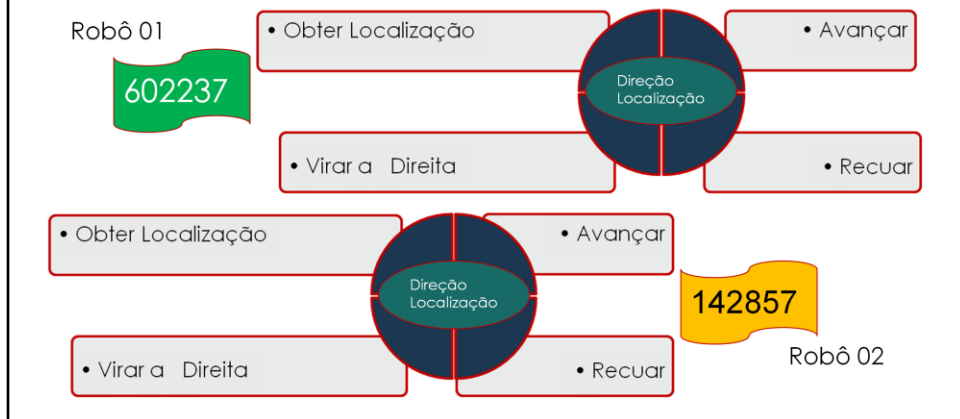 Robô 01
602237
• Obter Localização
• Avançar
Direção
Localização
• Virar a Direita
• Recuar
• Obter Localização
• Avançar
Direção
Localização
142857
• Virar a Direita
• Recuar
Robô 02